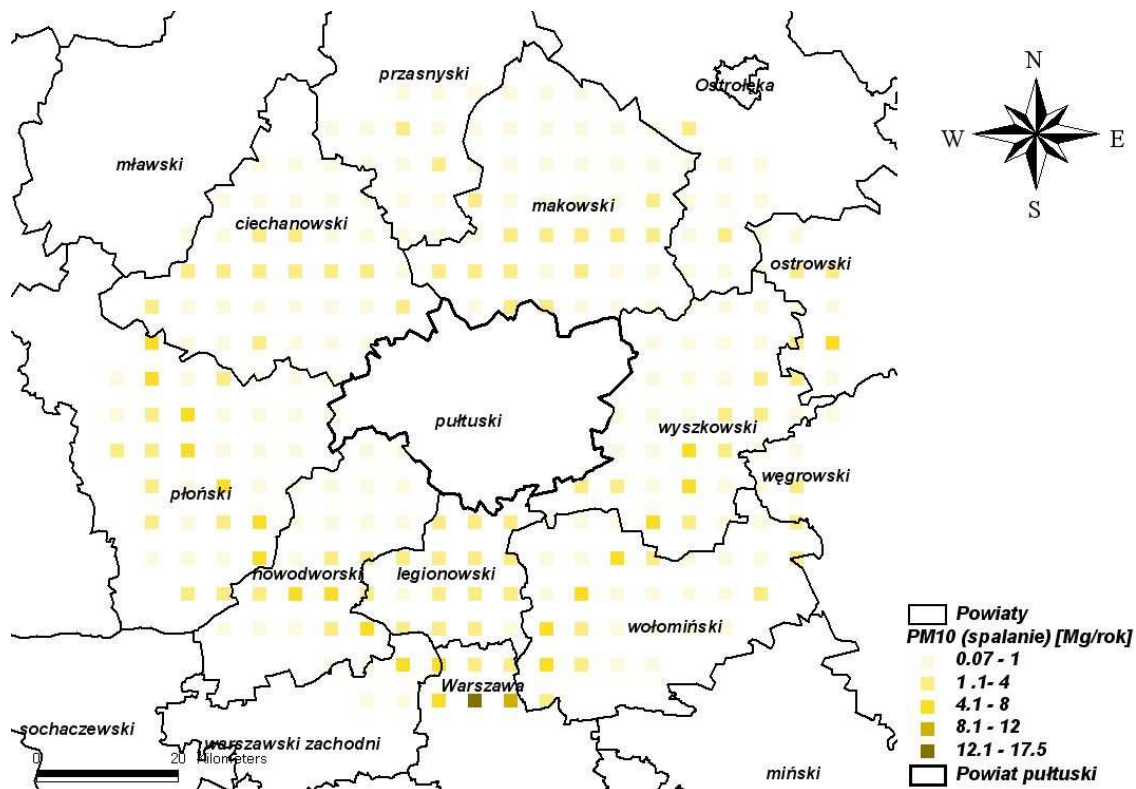 przasnyski
Ostrołęka
N
W
E
S
mławski
ciechanowski
makowski
ostrowski
pułtuski
wyszkowski
węgrowski
płoński
nowodworski
legionowski
wołomiński
Warszawa
sochaczewski
warszawski zachodni
miński
0
20
Kilometers
Powiaty
PM10 (spalanie) [Mg/rok]
0.07 - 1
1 .1- 4
4.1 - 8
8.1 - 12
12.1 - 17.5
Powiat pułtuski